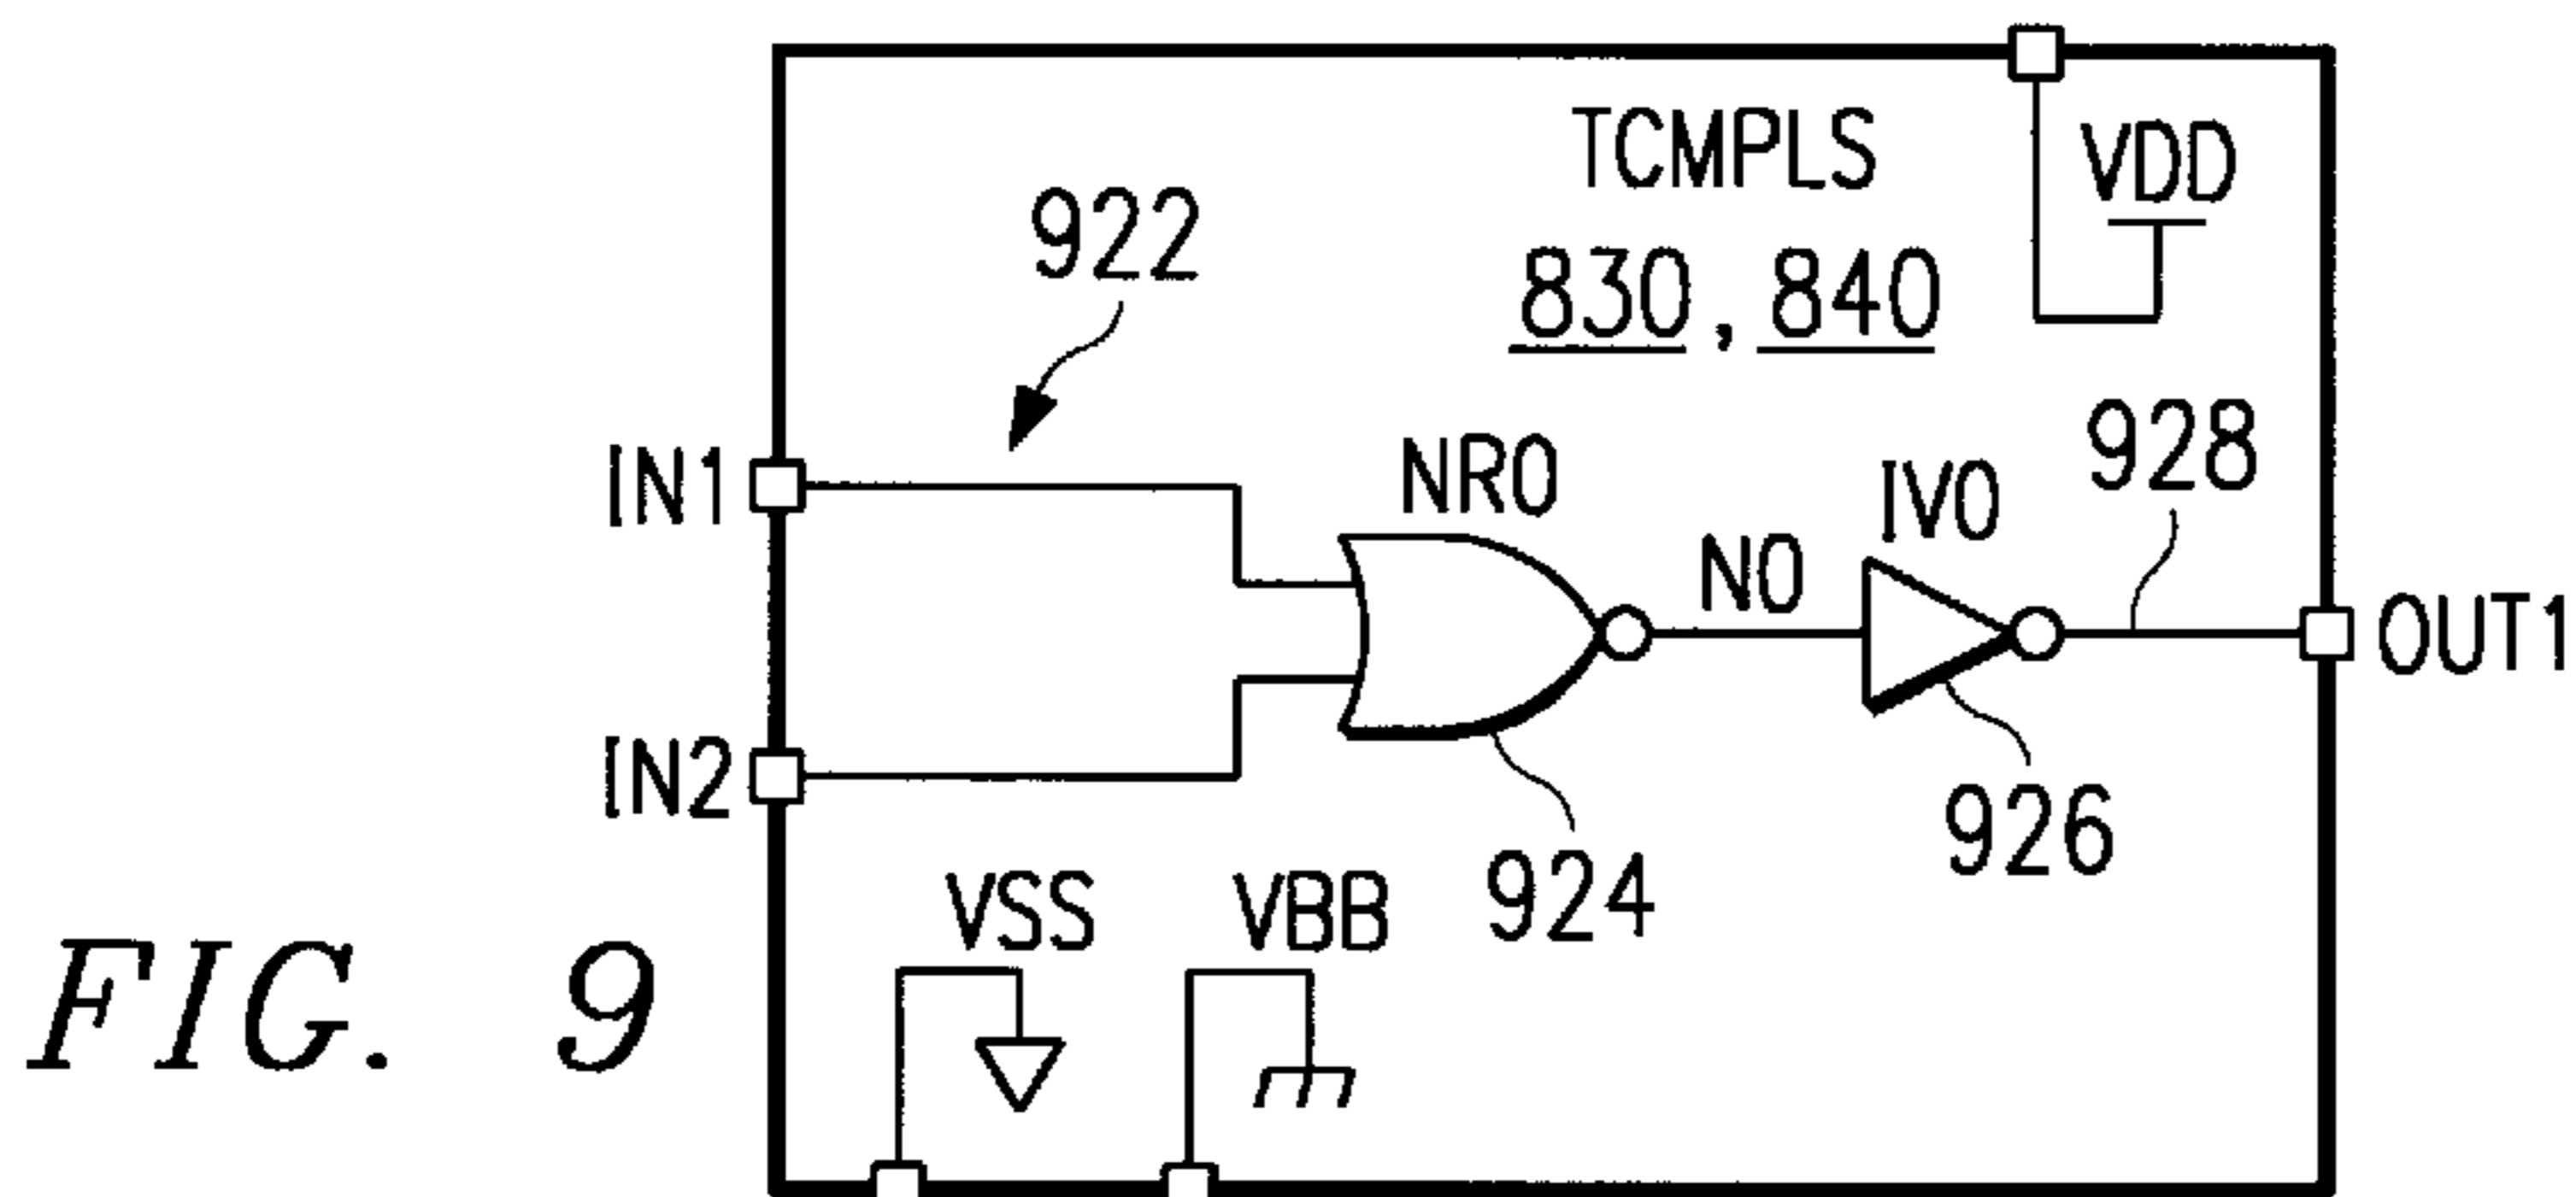 TCMPLS
830, 840
VDD
922
IN1
NR0
N0
IV0
928
OUT1
IN2
924
926
VSS
VBB
FIG. 9